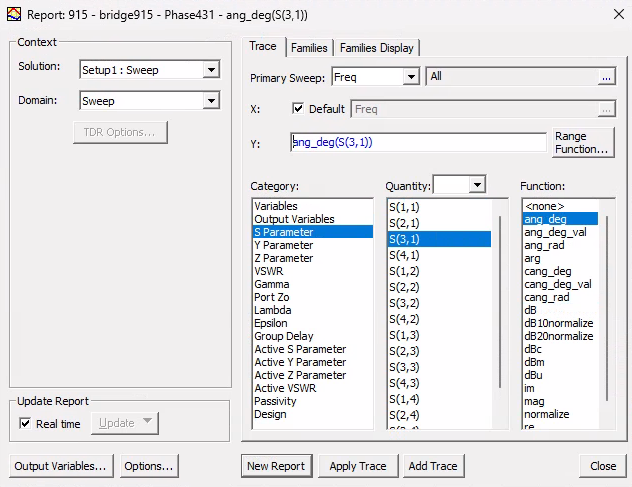 Report: 915 - bridge915 - Phase431 - ang_deg(S(3,1))
Context
Solution:
Setup1 : Sweep
Domain:
Sweep
TDR Options...
Update Report
Real time
Update
Output Variables...
Options...
Trace
Families
Families Display
Primary Sweep:
Freq
All
...
X:
Default
Freq
...
Y:
ang_deg(S(3,1))
Range
Function...
Category:
Variables
Output Variables
S Parameter
Y Parameter
Z Parameter
VSWR
Gamma
Port Zo
Lambda
Epsilon
Group Delay
Active S Parameter
Active Y Parameter
Active Z Parameter
Active VSWR
Passivity
Design
Quantity:
S(1,1)
S(2,1)
S(3,1)
S(4,1)
S(1,2)
S(2,2)
S(3,2)
S(4,2)
S(1,3)
S(2,3)
S(3,3)
S(4,3)
S(1,4)
S(2,4)
Function:
<none>
ang_deg
ang_deg_val
ang_rad
arg
cang_deg
cang_deg_val
cang_rad
dB
dB10normalize
dB20normalize
dBc
dBm
dBu
im
mag
normalize
re
New Report
Apply Trace
Add Trace
Close